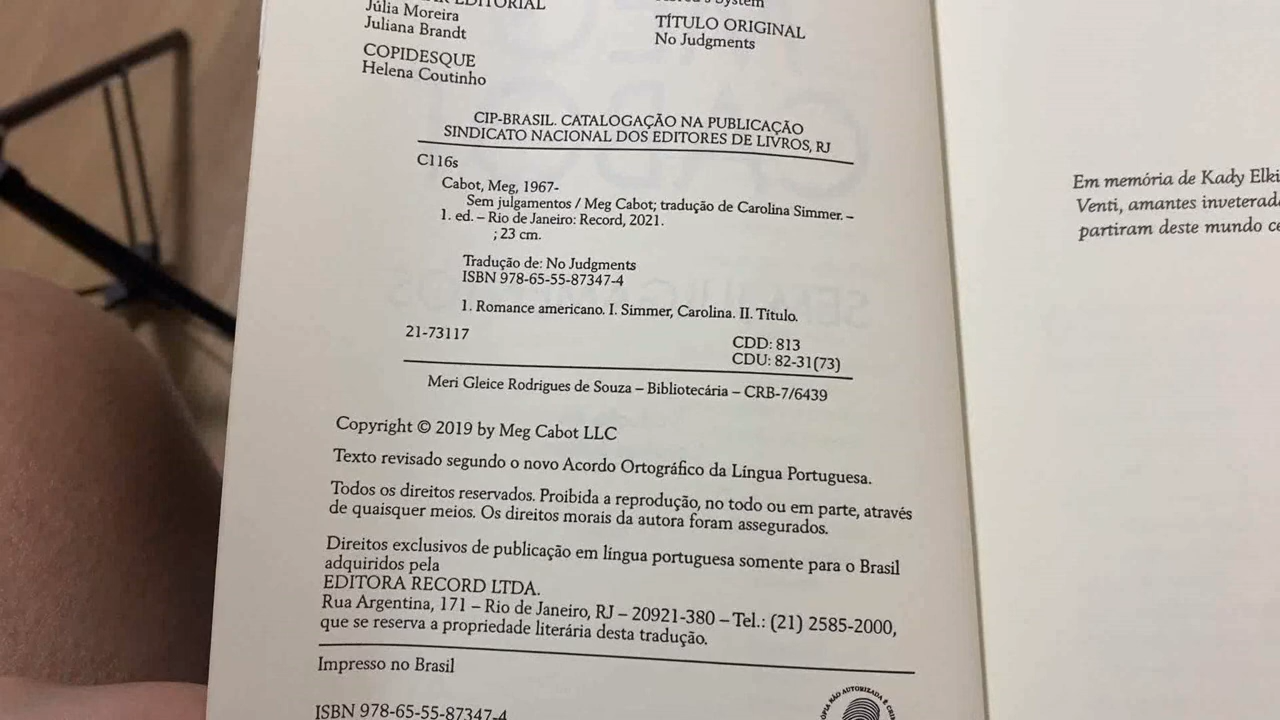 EDITORIAL
Júlia Moreira
Juliana Brandt
COPIDESQUE
Helena Coutinho
System
TÍTULO ORIGINAL
No Judgments
CIP-BRASIL. CATALOGAÇÃO NA PUBLICAÇÃO
SINDICATO NACIONAL DOS EDITORES DE LIVROS, RJ
C116s
Cabot, Meg, 1967-
Sem julgamentos / Meg Cabot; tradução de Carolina Simmer. –
1. ed. – Rio de Janeiro: Record, 2021.
; 23 cm.
Tradução de: No Judgments
ISBN 978-65-55-87347-4
1. Romance americano. I. Simmer, Carolina. II. Título.
21-73117
CDD: 813
CDU: 82-31(73)
Meri Gleice Rodrigues de Souza – Bibliotecária – CRB-7/6439
Copyright © 2019 by Meg Cabot LLC
Texto revisado segundo o novo Acordo Ortográfico da Língua Portuguesa.
Todos os direitos reservados. Proibida a reprodução, no todo ou em parte, através
de quaisquer meios. Os direitos morais da autora foram assegurados.
Direitos exclusivos de publicação em língua portuguesa somente para o Brasil
adquiridos pela
EDITORA RECORD LTDA.
Rua Argentina, 171 – Rio de Janeiro, RJ – 20921-380 – Tel.: (21) 2585-2000,
que se reserva a propriedade literária desta tradução.
Impresso no Brasil
ISBN 978-65-55-87347-4
NÃO AUTORIZADA É
Em memória de Kady Elki
Venti, amantes inveterada
partiram deste mundo ce